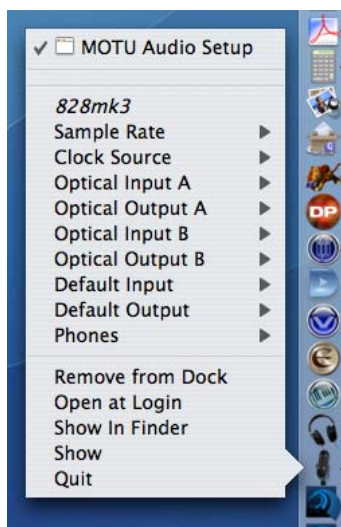 ✓ MOTU Audio Setup
828mk3
Sample Rate
Clock Source
Optical Input A
Optical Output A
Optical Input B
Optical Output B
Default Input
Default Output
Phones
Remove from Dock
Open at Login
Show In Finder
Show
Quit
DP